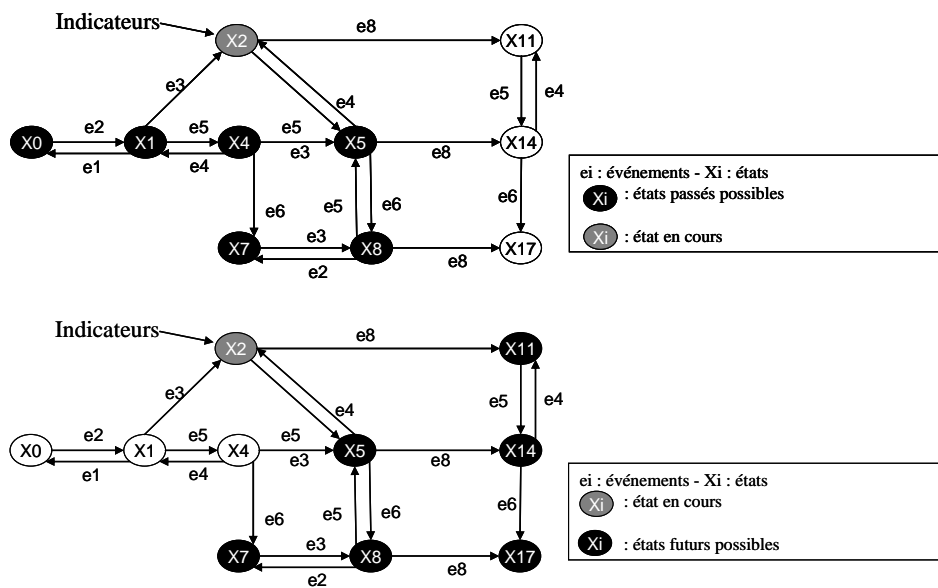 Indicateurs
X2
e8
X11
e3
e4
e5
e4
X0
e2
X1
e5
X4
e5
X5
X14
e1
e4
e3
e8
e6
e5
e6
e6
X7
e3
X8
X17
e2
e8
ei : événements - Xi : états
Xi : états passés possibles
Xi : état en cours
Indicateurs
X2
e8
X11
e3
e4
e5
e4
X0
e2
X1
e5
X4
e5
X5
X14
e1
e4
e3
e8
e6
e5
e6
e6
X7
e3
X8
X17
e2
e8
ei : événements - Xi : états
Xi : état en cours
Xi : états futurs possibles